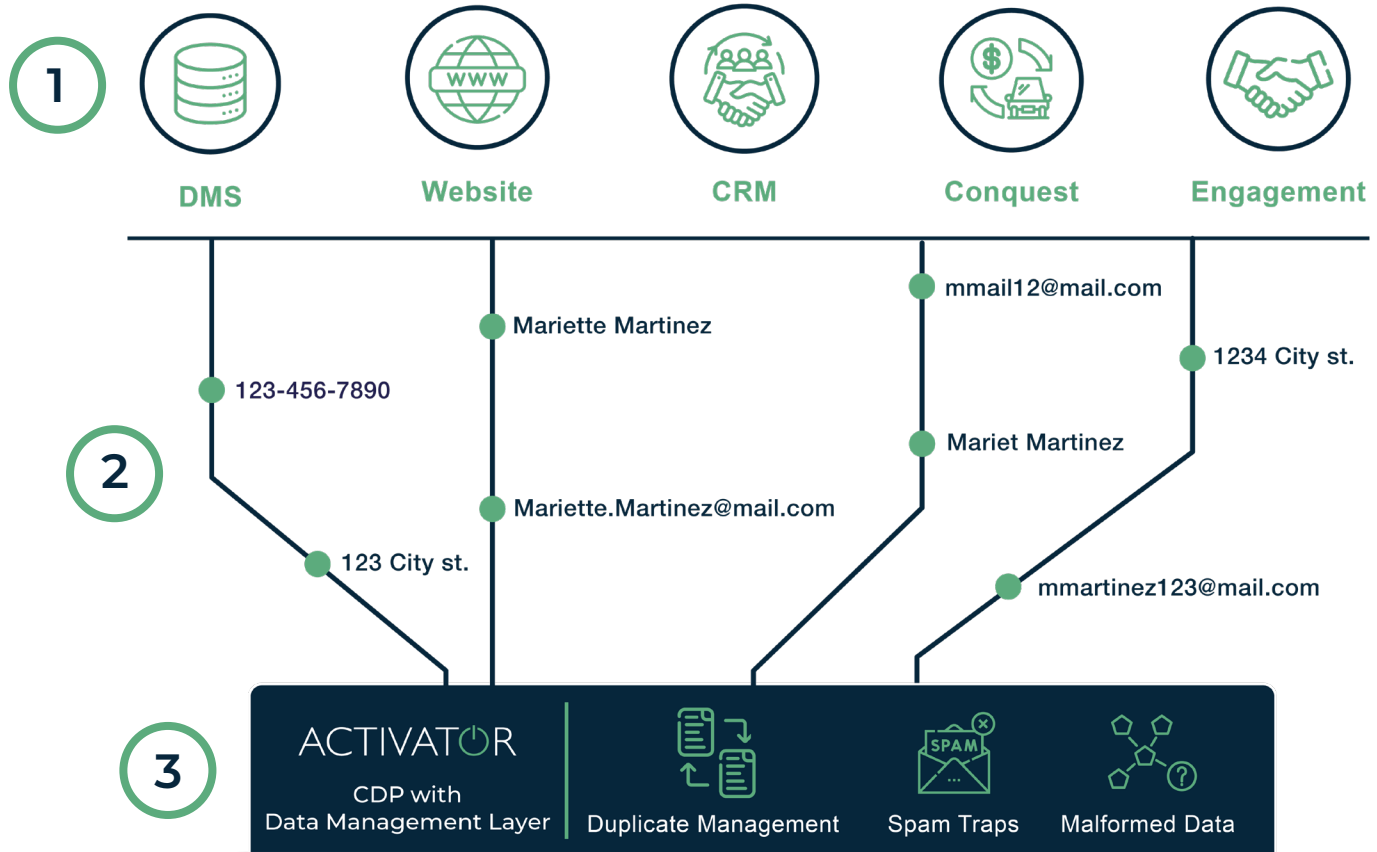 1
WWW
$
DMS
Website
CRM
Conquest
Engagement
mmail12@mail.com
Mariette Martinez
1234 City st.
123-456-7890
Mariet Martinez
2
Mariette.Martinez@mail.com
123 City st.
mmartinez123@mail.com
3
ACTIVATOR
CDP with
Data Management Layer
Duplicate Management
SPAM
Spam Traps
?
Malformed Data